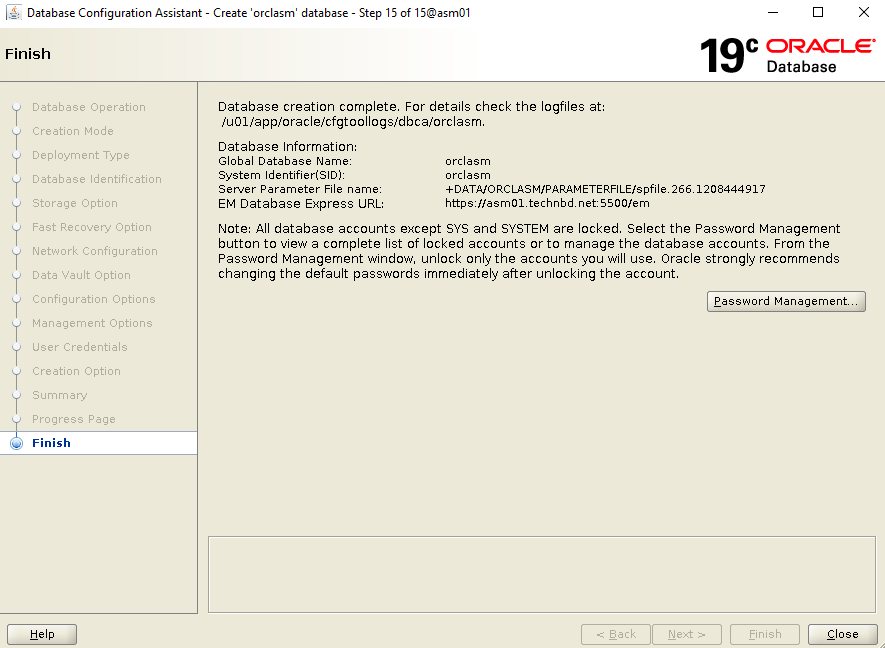 Database Configuration Assistant - Create 'orclasm' database - Step 15 of 15@asm01
Finish
19c ORACLE
Database
Database Operation
Creation Mode
Deployment Type
Database Identification
Storage Option
Fast Recovery Option
Network Configuration
Data Vault Option
Configuration Options
Management Options
User Credentials
Creation Option
Summary
Progress Page
Finish
Database creation complete. For details check the logfiles at:
/u01/app/oracle/cfgtoollogs/dbca/orclasm.
Database Information:
Global Database Name: orclasm
System Identifier(SID): orclasm
Server Parameter File name: +DATA/ORCLASM/PARAMETERFILE/spfile.266.1208444917
EM Database Express URL: https://asm01.technbd.net:5500/em
Note: All database accounts except SYS and SYSTEM are locked. Select the Password Management
button to view a complete list of locked accounts or to manage the database accounts. From the
Password Management window, unlock only the accounts you will use. Oracle strongly recommends
changing the default passwords immediately after unlocking the account.
Password Management...
Help
< Back
Next >
Finish
Close